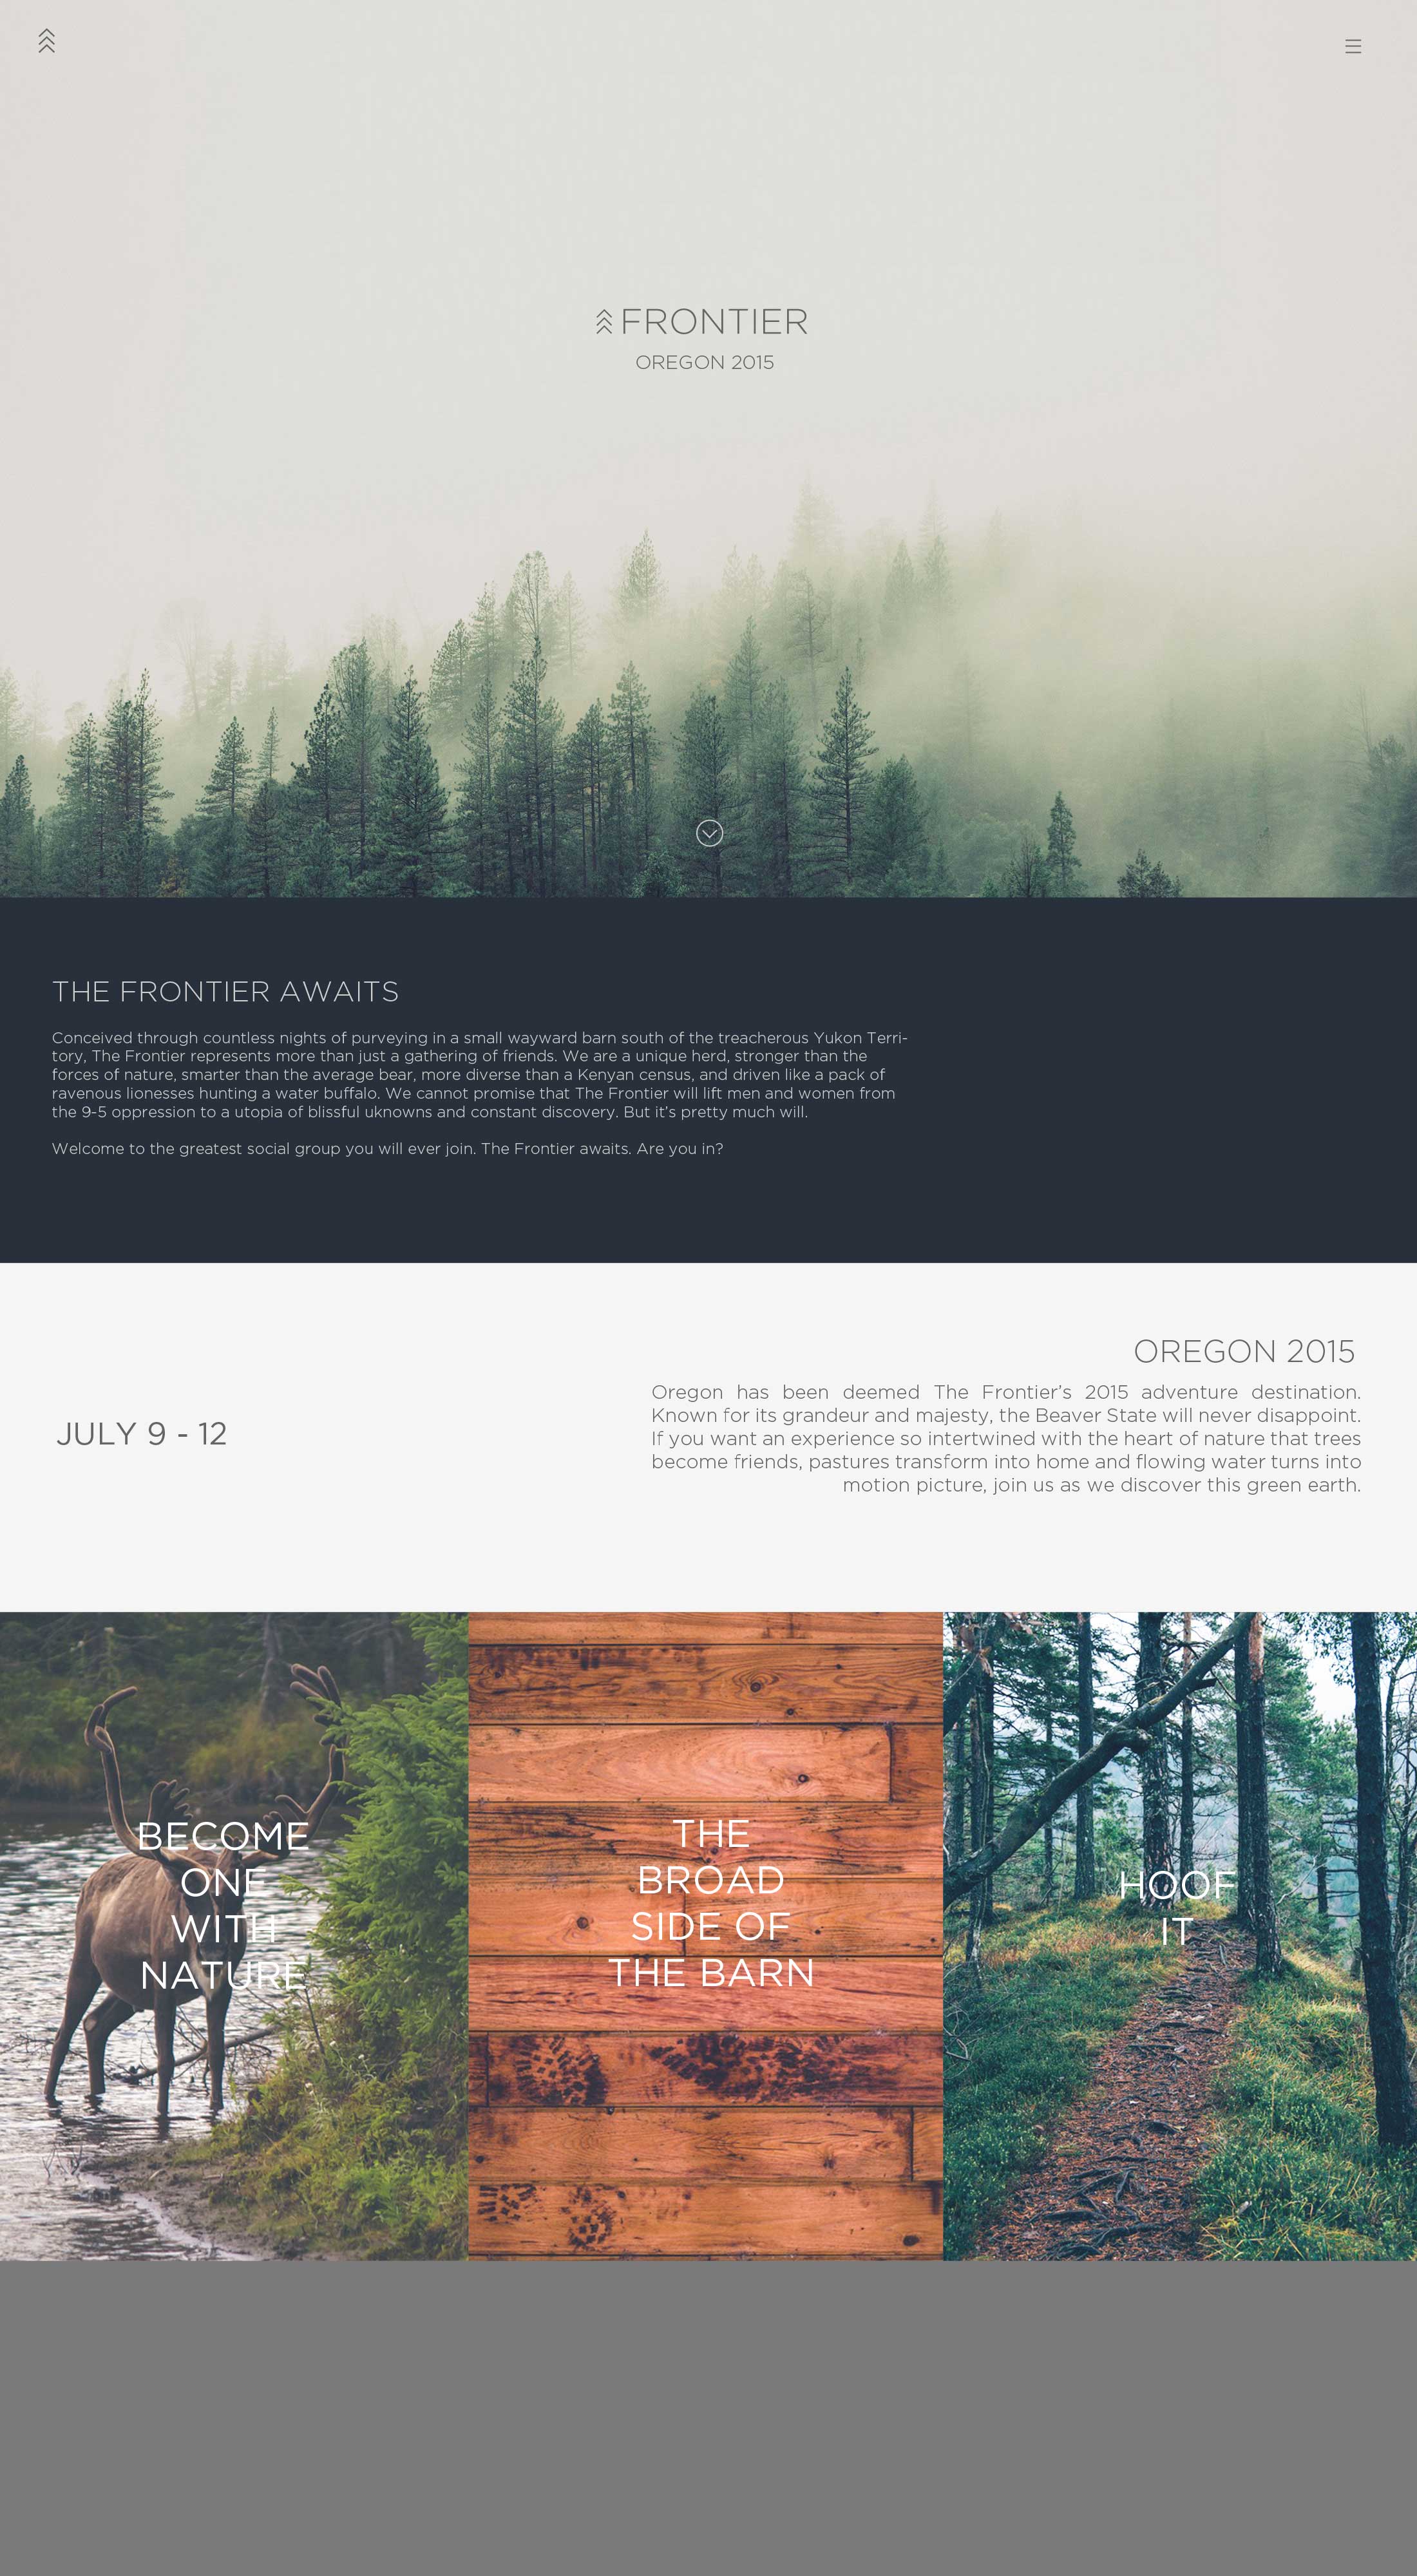 FRONTIER
OREGON 2015
THE FRONTIER AWAITS
Conceived through countless nights of purveying in a small wayward barn south of the treacherous Yukon Terri-
tory, The Frontier represents more than just a gathering of friends. We are a unique herd, stronger than the
forces of nature, smarter than the average bear, more diverse than a Kenyan census, and driven like a pack of
ravenous lionesses hunting a water buffalo. We cannot promise that The Frontier will lift men and women from
the 9-5 oppression to a utopia of blissful uknowns and constant discovery. But it's pretty much will.
Welcome to the greatest social group you will ever join. The Frontier awaits. Are you in?
JULY 9 - 12
OREGON 2015
Oregon has been deemed The Frontier's 2015 adventure destination.
Known for its grandeur and majesty, the Beaver State will never disappoint.
If you want an experience so intertwined with the heart of nature that trees
become friends, pastures transform into home and flowing water turns into
motion picture, join us as we discover this green earth.
BECOME
ONE
WITH
NATURE
THE
BROAD
SIDE OF
THE BARN
HOOF
IT